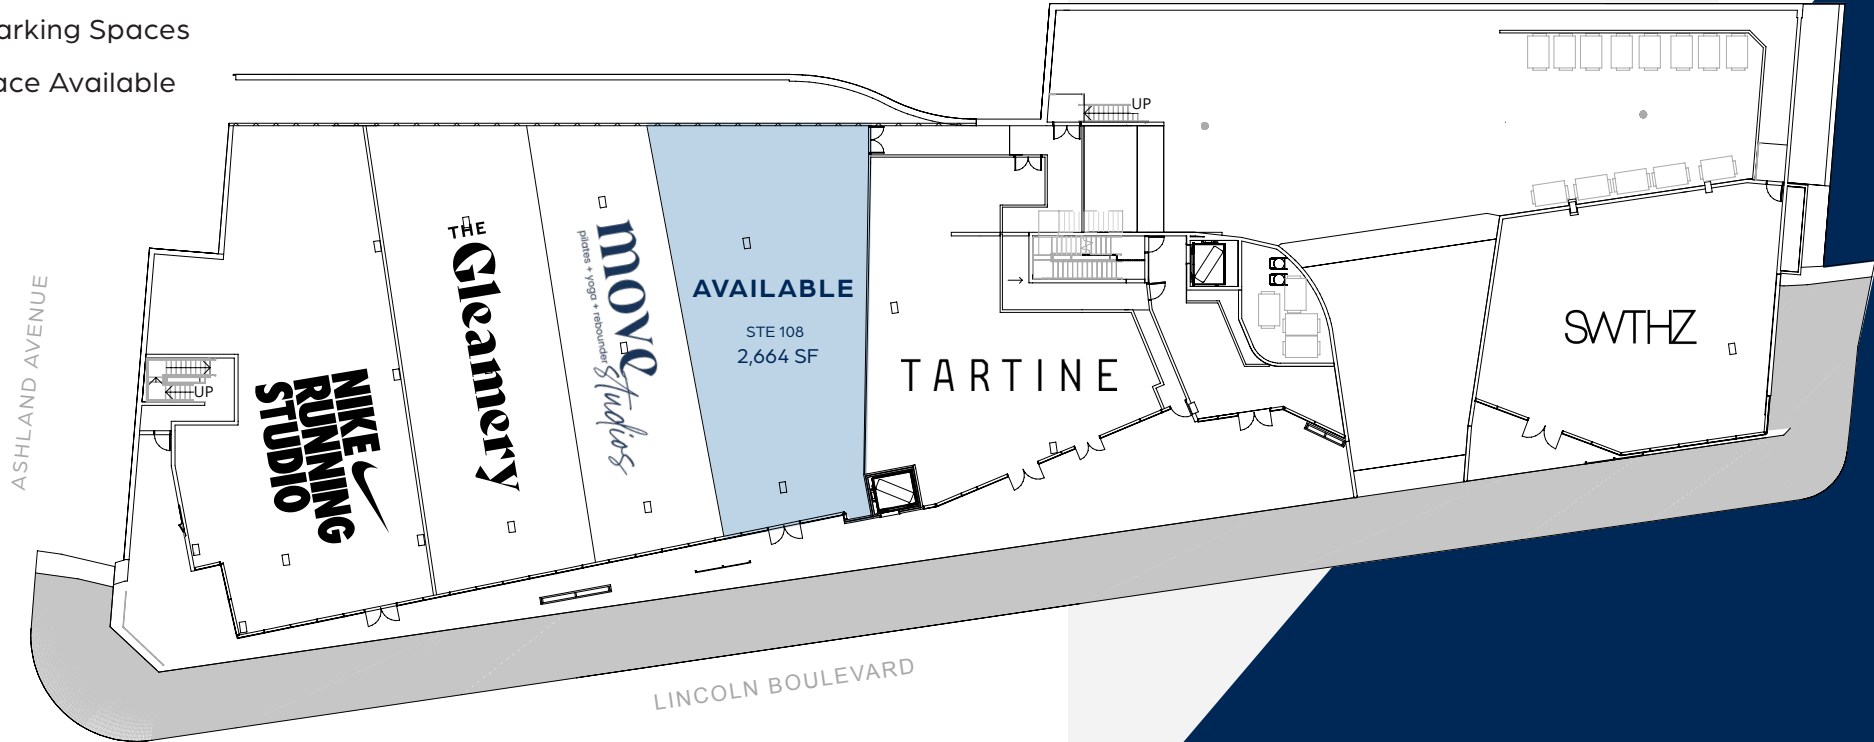 arking Spaces
ace Available
UP
ASHLAND AVENUE
UP
NIKE
RUNNING
STUDIO
THE
Gleamery
move
pilates + yoga + rebounder
studios
AVAILABLE
STE 108
2,664 SF
TARTINE
SWTHZ
LINCOLN BOULEVARD